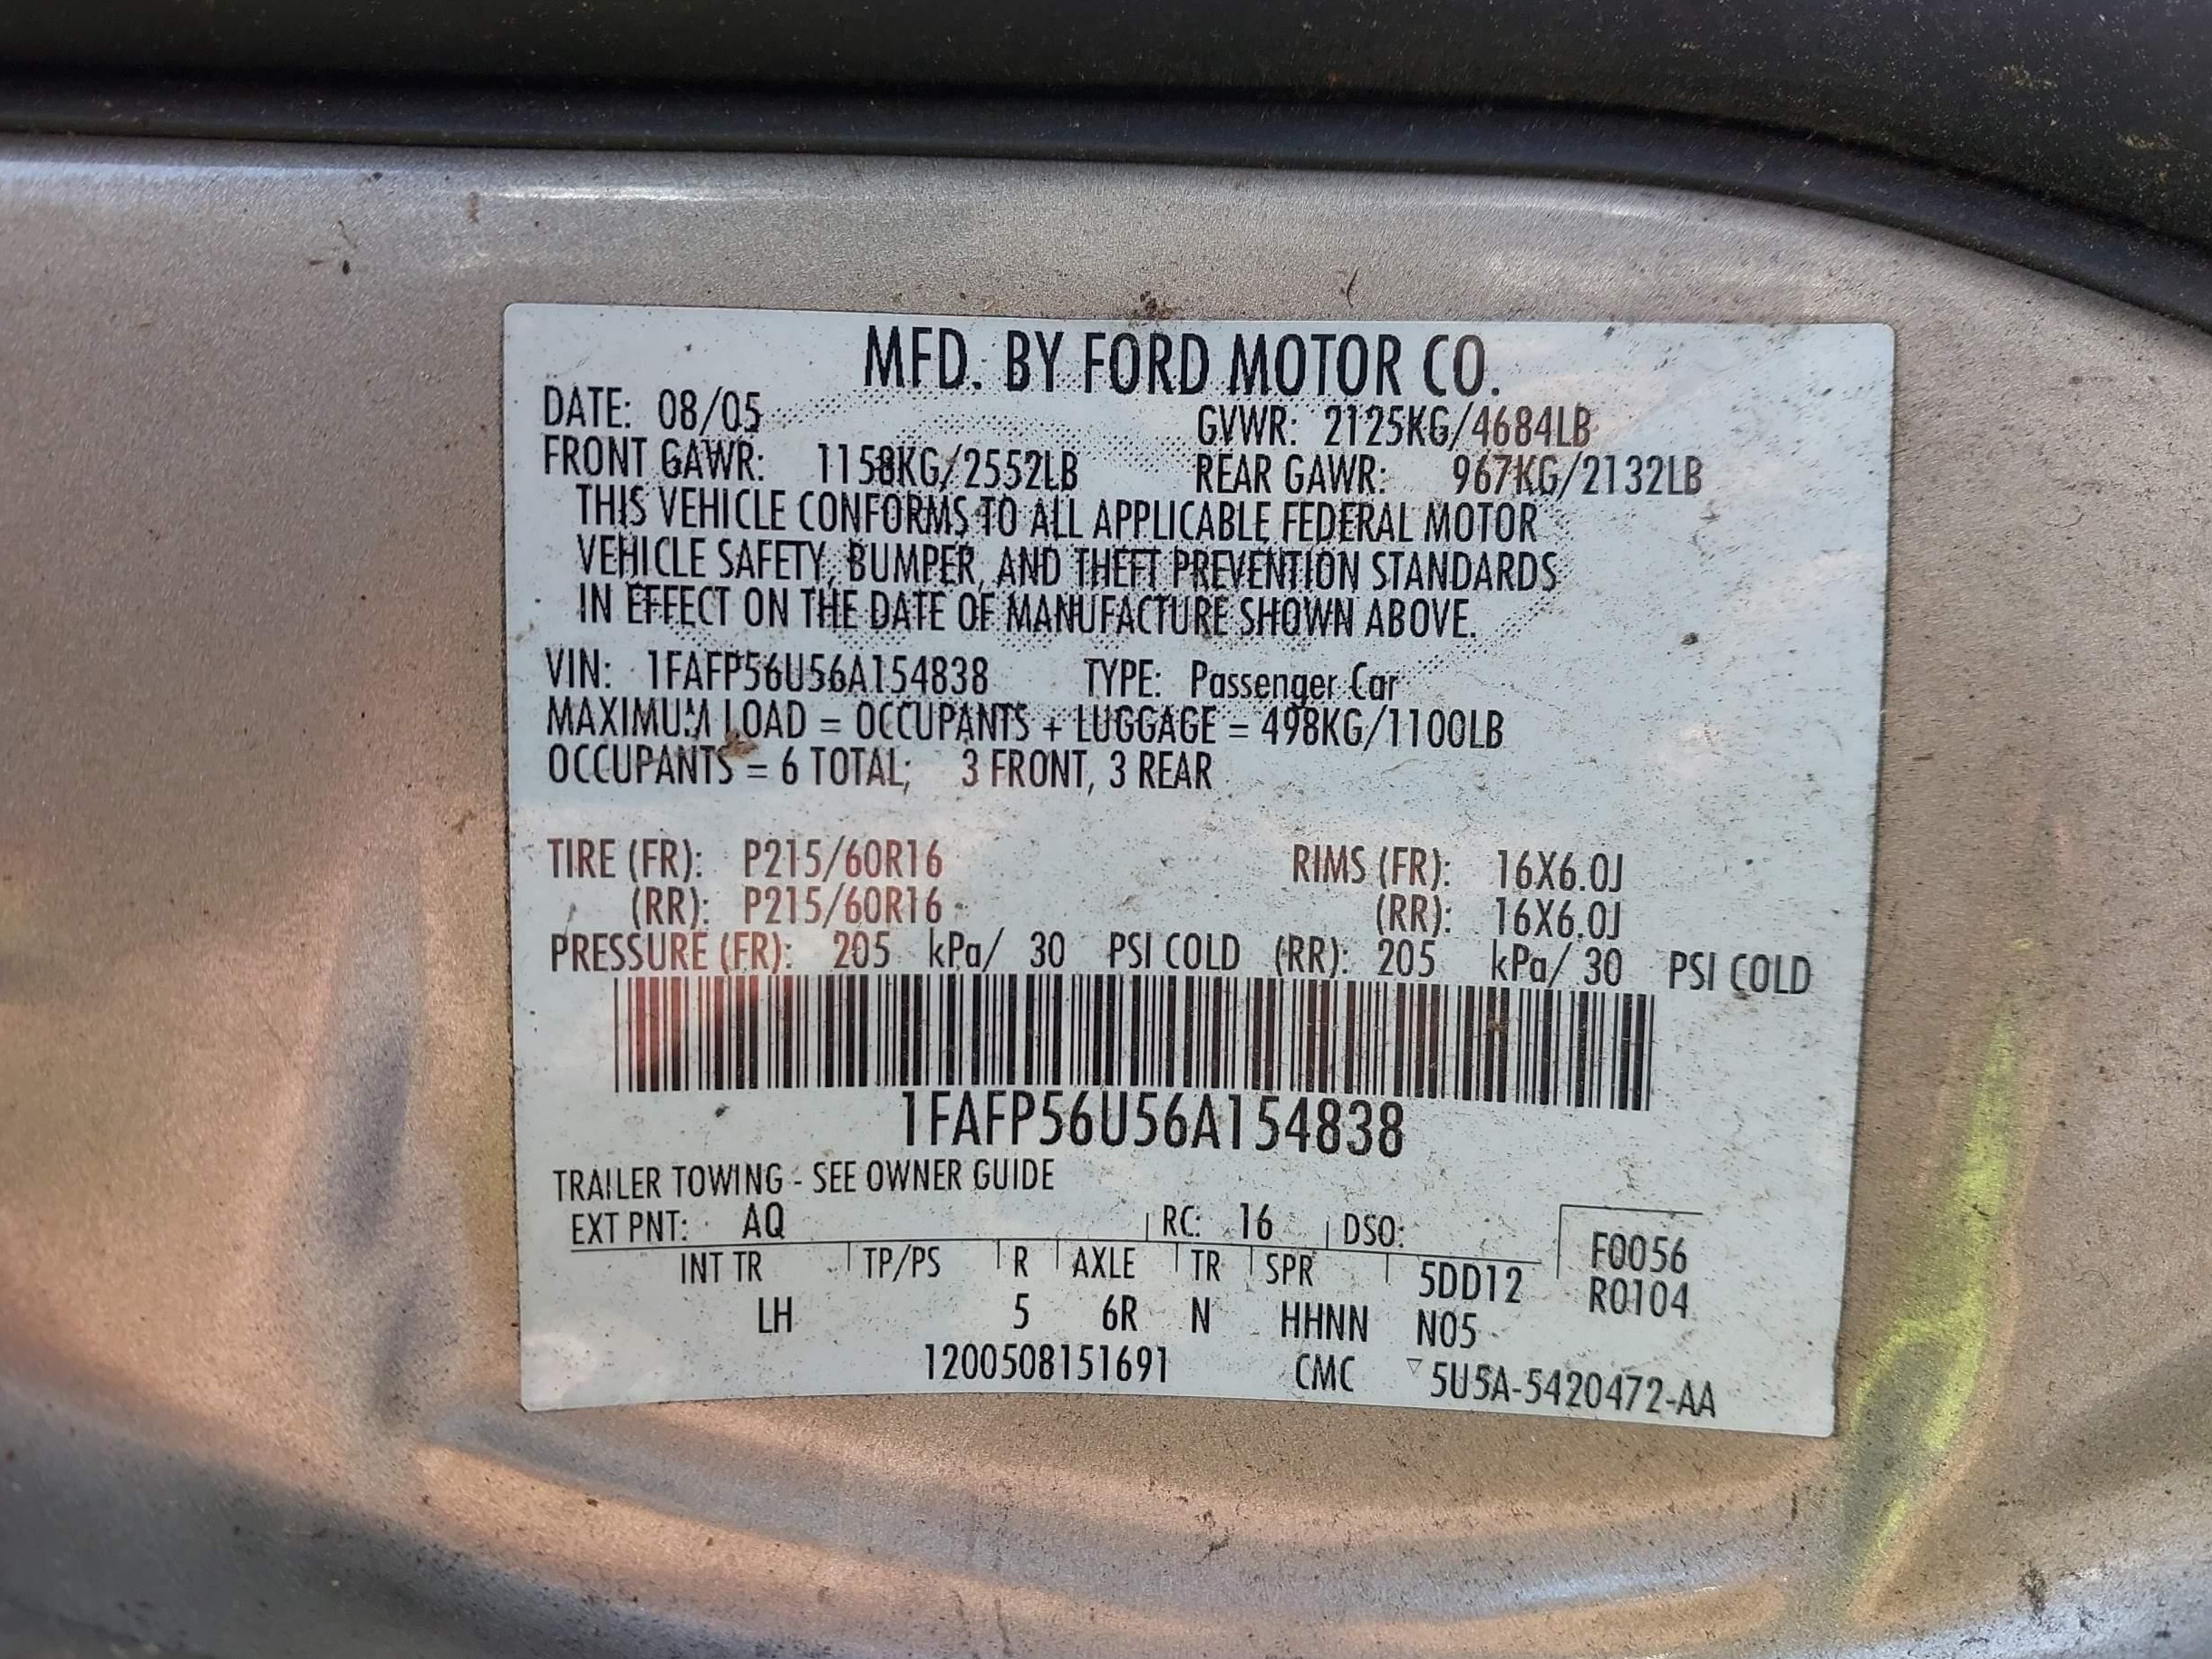 MFD. BY FORD MOTOR CO.
DATE: 08/05 GVWR: 2125KG/4684LB
FRONT GAWR: 1158KG/2552LB REAR GAWR: 967KG/2132LB
THIS VEHICLE CONFORMS TO ALL APPLICABLE FEDERAL MOTOR
VEHICLE SAFETY, BUMPER, AND THEFT PREVENTION STANDARDS
IN EFFECT ON THE DATE OF MANUFACTURE SHOWN ABOVE.
VIN: 1FAFP56U56A154838 TYPE: Passenger Car
MAXIMUM LOAD = OCCUPANTS + LUGGAGE = 498KG/1100LB
OCCUPANTS = 6 TOTAL; 3 FRONT, 3 REAR
TIRE (FR): P215/60R16 RIMS (FR): 16X6.0J
(RR): P215/60R16 (RR): 16X6.0J
PRESSURE (FR): 205 kPa/ 30 PSI COLD (RR): 205 kPa/ 30 PSI COLD
1FAFP56U56A154838
TRAILER TOWING - SEE OWNER GUIDE
EXT PNT: AQ RC: 16 DSO: F0056
INT TR TP/PS R AXLE TR SPR 5DD12 R0104
LH 5 6R N HHNN N05
1200508151691 CMC ▽5U5A-5420472-AA